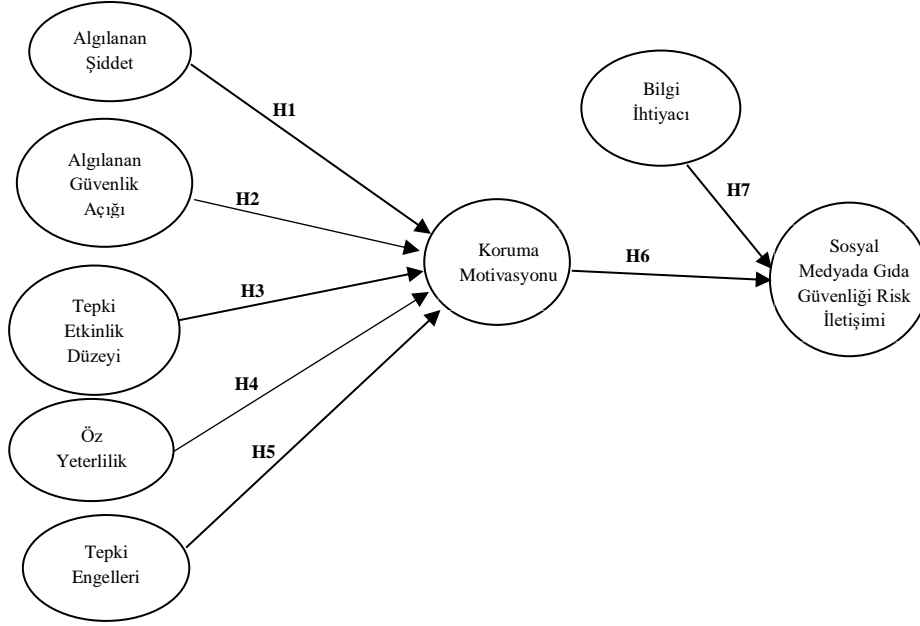 Algılanan
Şiddet
H1
Algılanan
Güvenlik
Açığı
H2
Tepki
Etkinlik
Düzeyi
H3
Öz
Yeterlilik
H4
Tepki
Engelleri
H5
Koruma
Motivasyonu
H6
Bilgi
İhtiyacı
H7
Sosyal
Medyada Gıda
Güvenliği Risk
İletişimi